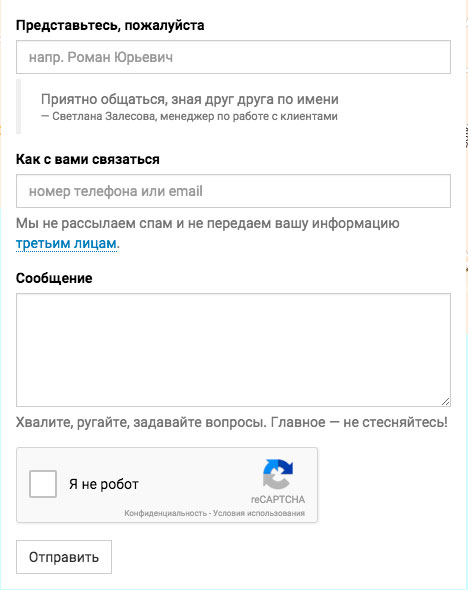 Представьтесь, пожалуйста
напр. Роман Юрьевич
Приятно общаться, зная друг друга по имени
— Светлана Залесова, менеджер по работе с клиентами
Как с вами связаться
номер телефона или email
Мы не рассылаем спам и не передаем вашу информацию
третьим лицам.
Сообщение
Хвалите, ругайте, задавайте вопросы. Главное — не стесняйтесь!
Я не робот
reCAPTCHA
Конфиденциальность - Условия использования
Отправить